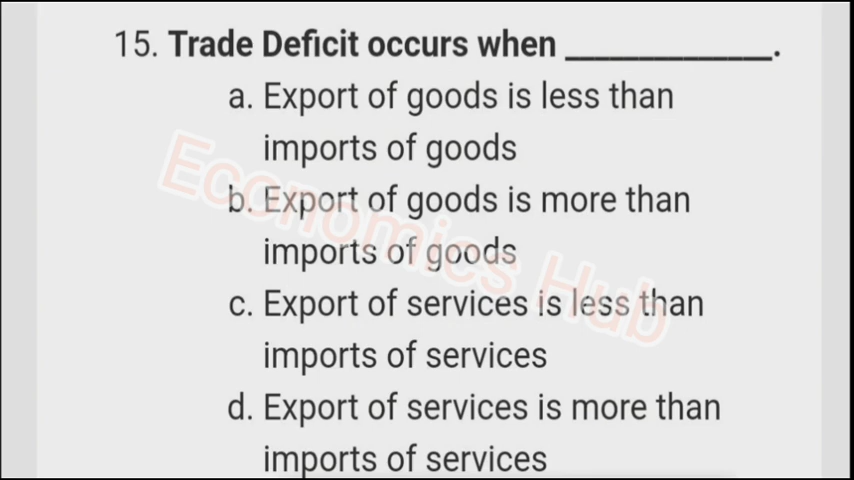 15. Trade Deficit occurs when ____________.
a. Export of goods is less than
imports of goods
b. Export of goods is more than
imports of goods
c. Export of services is less than
imports of services
d. Export of services is more than
imports of services
Economics Hub